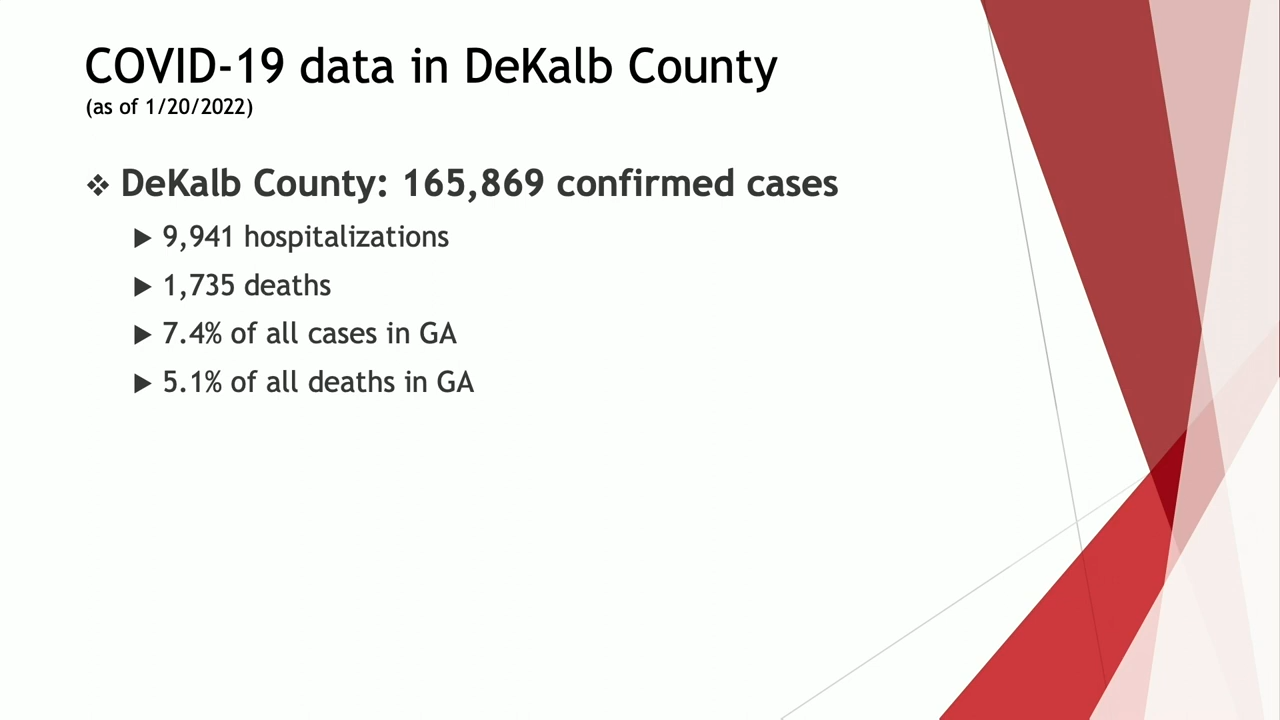 COVID-19 data in DeKalb County
(as of 1/20/2022)
❖ DeKalb County: 165,869 confirmed cases
▶ 9,941 hospitalizations
▶ 1,735 deaths
▶ 7.4% of all cases in GA
▶ 5.1% of all deaths in GA